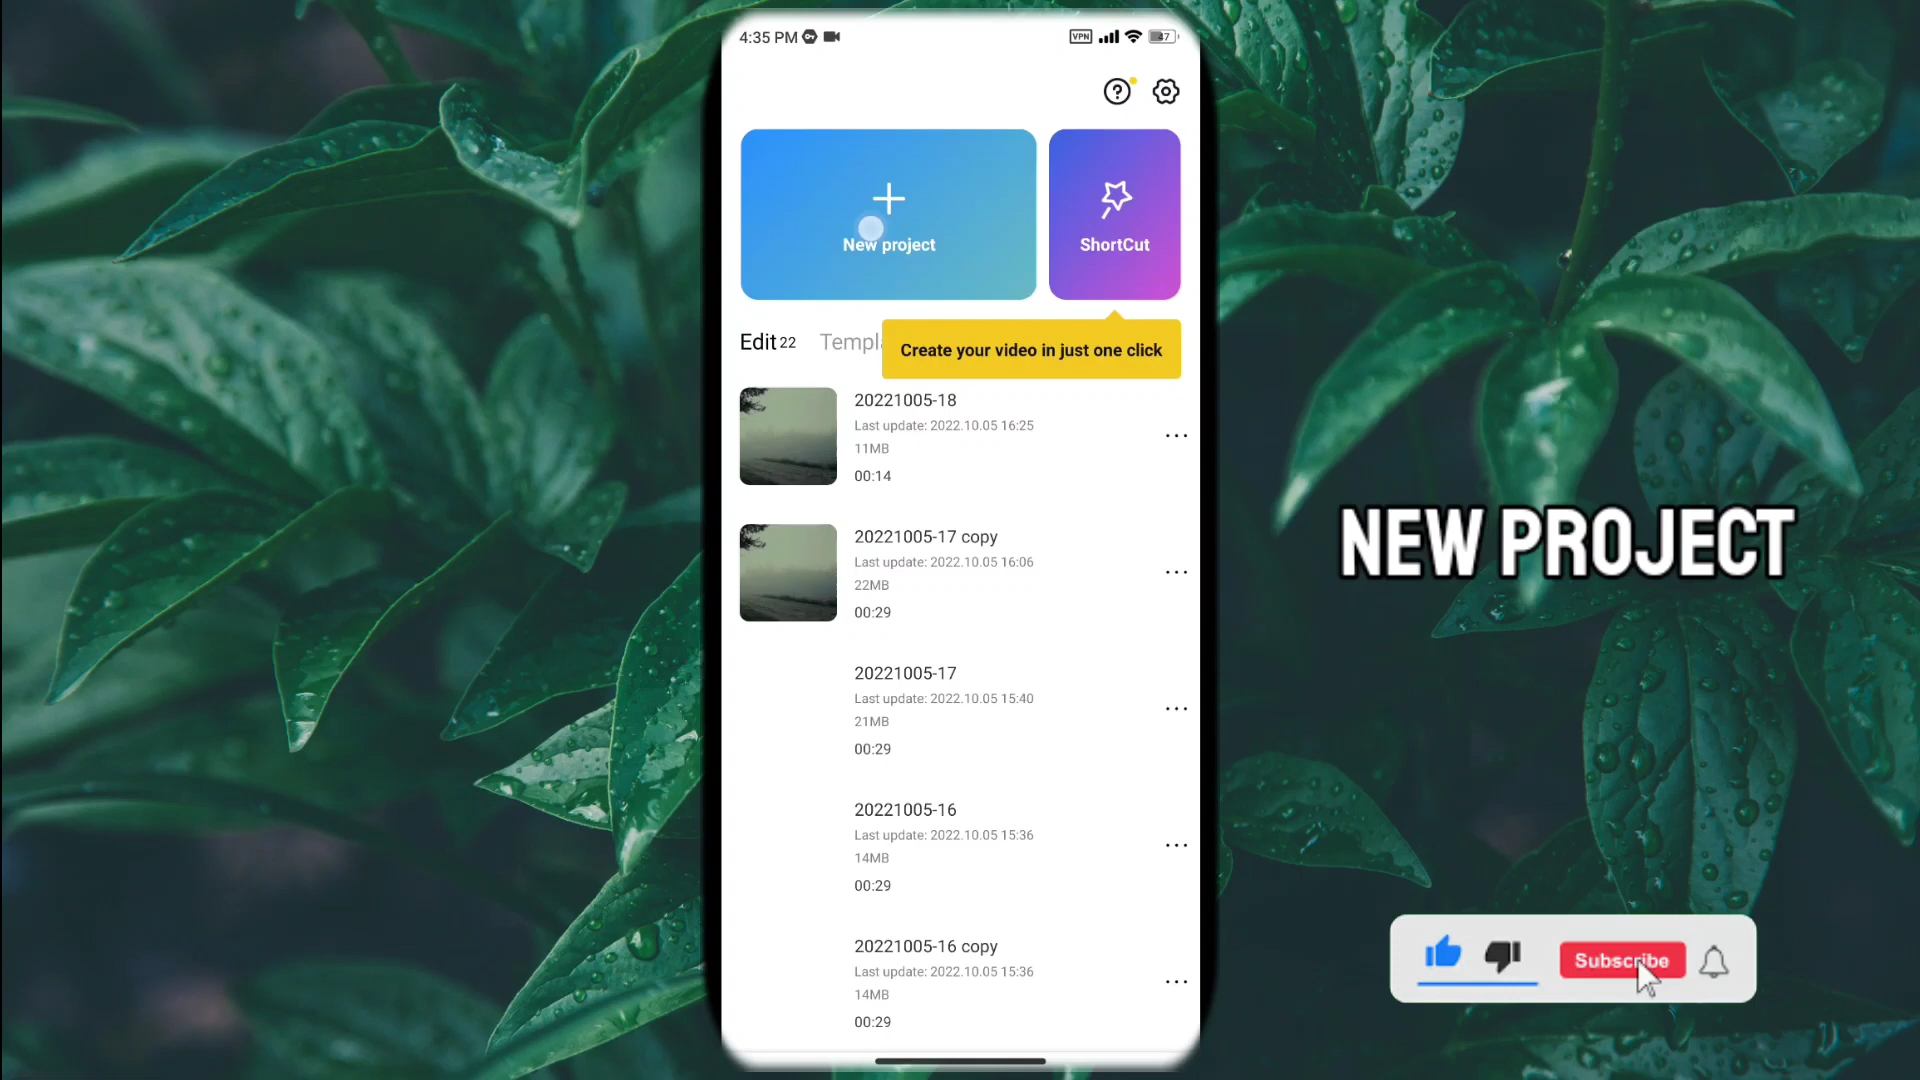 4:35 PM
VPN
47
New project
ShortCut
Edit 22
Templ
Create your video in just one click
20221005-18
Last update: 2022.10.05 16:25
11MB
00:14
20221005-17 copy
Last update: 2022.10.05 16:06
22MB
00:29
20221005-17
Last update: 2022.10.05 15:40
21MB
00:29
20221005-16
Last update: 2022.10.05 15:36
14MB
00:29
20221005-16 copy
Last update: 2022.10.05 15:36
14MB
00:29
NEW PROJECT
Subscribe